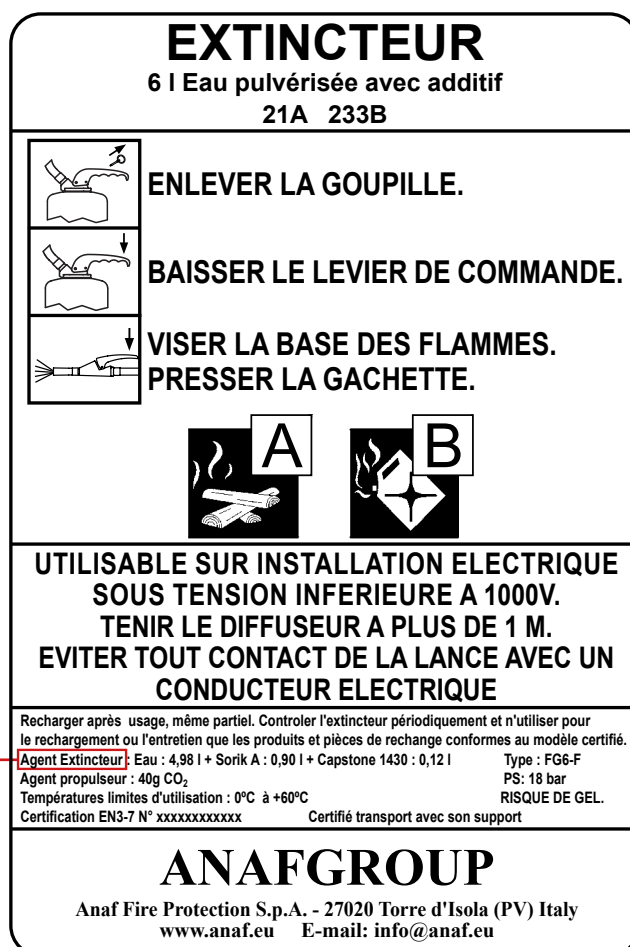 EXTINCTEUR
6 l Eau pulvérisée avec additif
21A 233B
ENLEVER LA GOUPILLE.
BAISSER LE LEVIER DE COMMANDE.
VISER LA BASE DES FLAMMES.
PRESSER LA GACHETTE.
A B
UTILISABLE SUR INSTALLATION ELECTRIQUE
SOUS TENSION INFERIEURE A 1000V.
TENIR LE DIFFUSEUR A PLUS DE 1 M.
EVITER TOUT CONTACT DE LA LANCE AVEC UN
CONDUCTEUR ELECTRIQUE
Recharger après usage, même partiel. Controler l'extincteur périodiquement et n'utiliser pour
le rechargement ou l'entretien que les produits et pièces de rechange conformes au modèle certifié.
Agent Extincteur : Eau : 4,98 l + Sorik A : 0,90 l + Capstone 1430 : 0,12 l Type : FG6-F
Agent propulseur : 40g CO₂ PS: 18 bar
Températures limites d'utilisation : 0ºC à +60ºC RISQUE DE GEL.
Certification EN3-7 N° xxxxxxxxxxxx Certifié transport avec son support
ANAFGROUP
Anaf Fire Protection S.p.A. - 27020 Torre d'Isola (PV) Italy
www.anaf.eu E-mail: info@anaf.eu